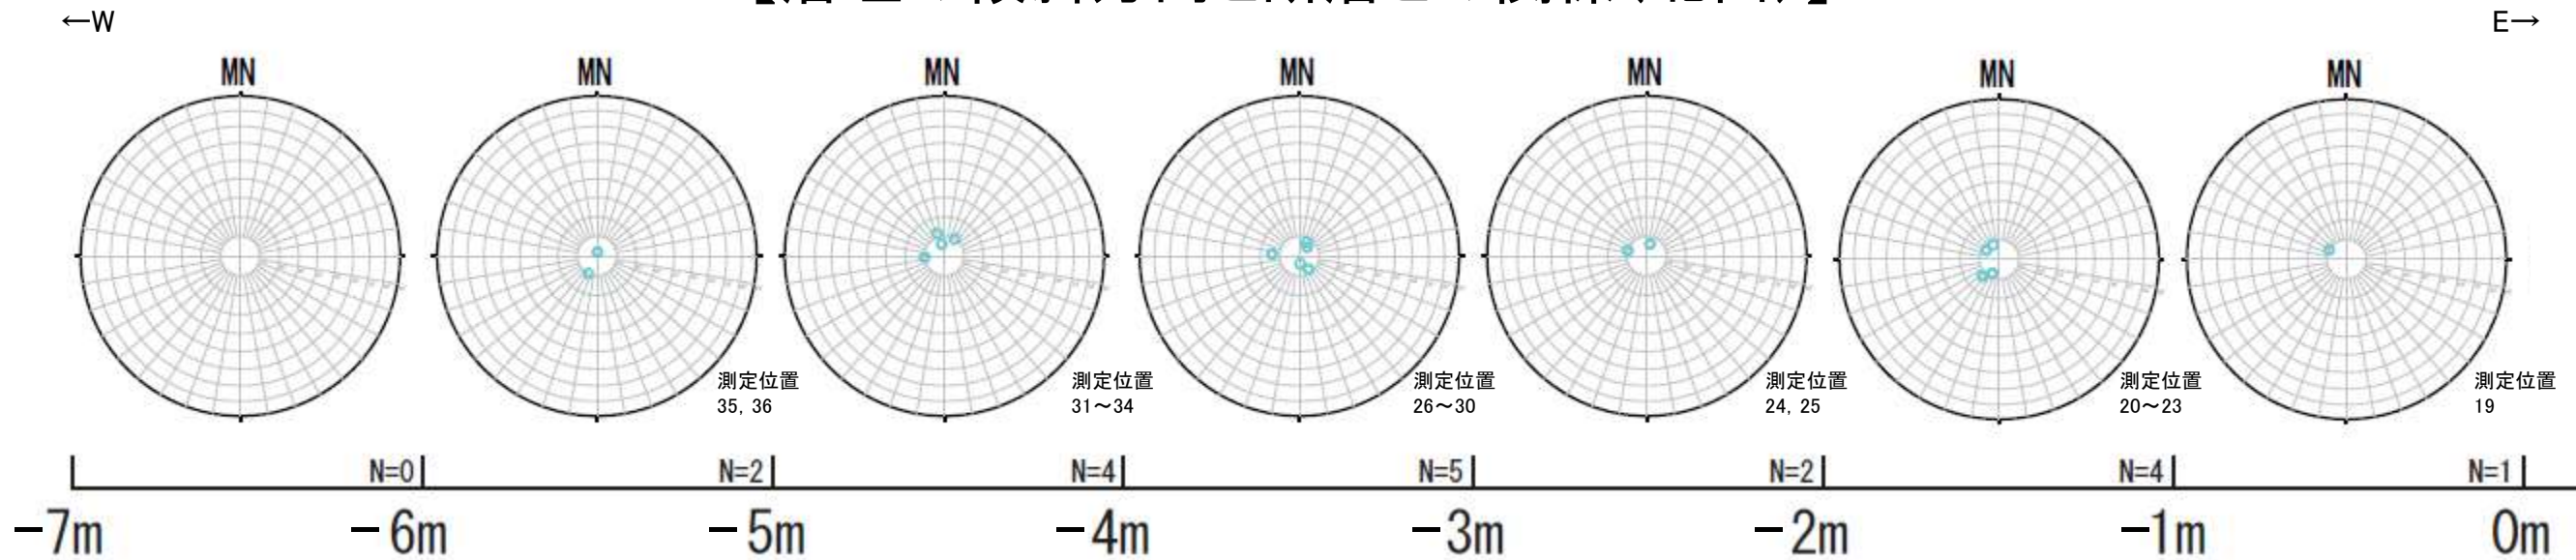 ←W
E→
MN
MN
MN
MN
MN
MN
MN
測定位置
35, 36
測定位置
31～34
測定位置
26～30
測定位置
24, 25
測定位置
20～23
測定位置
19
N=0
N=2
N=4
N=5
N=2
N=4
N=1
−7m
−6m
−5m
−4m
−3m
−2m
−1m
0m